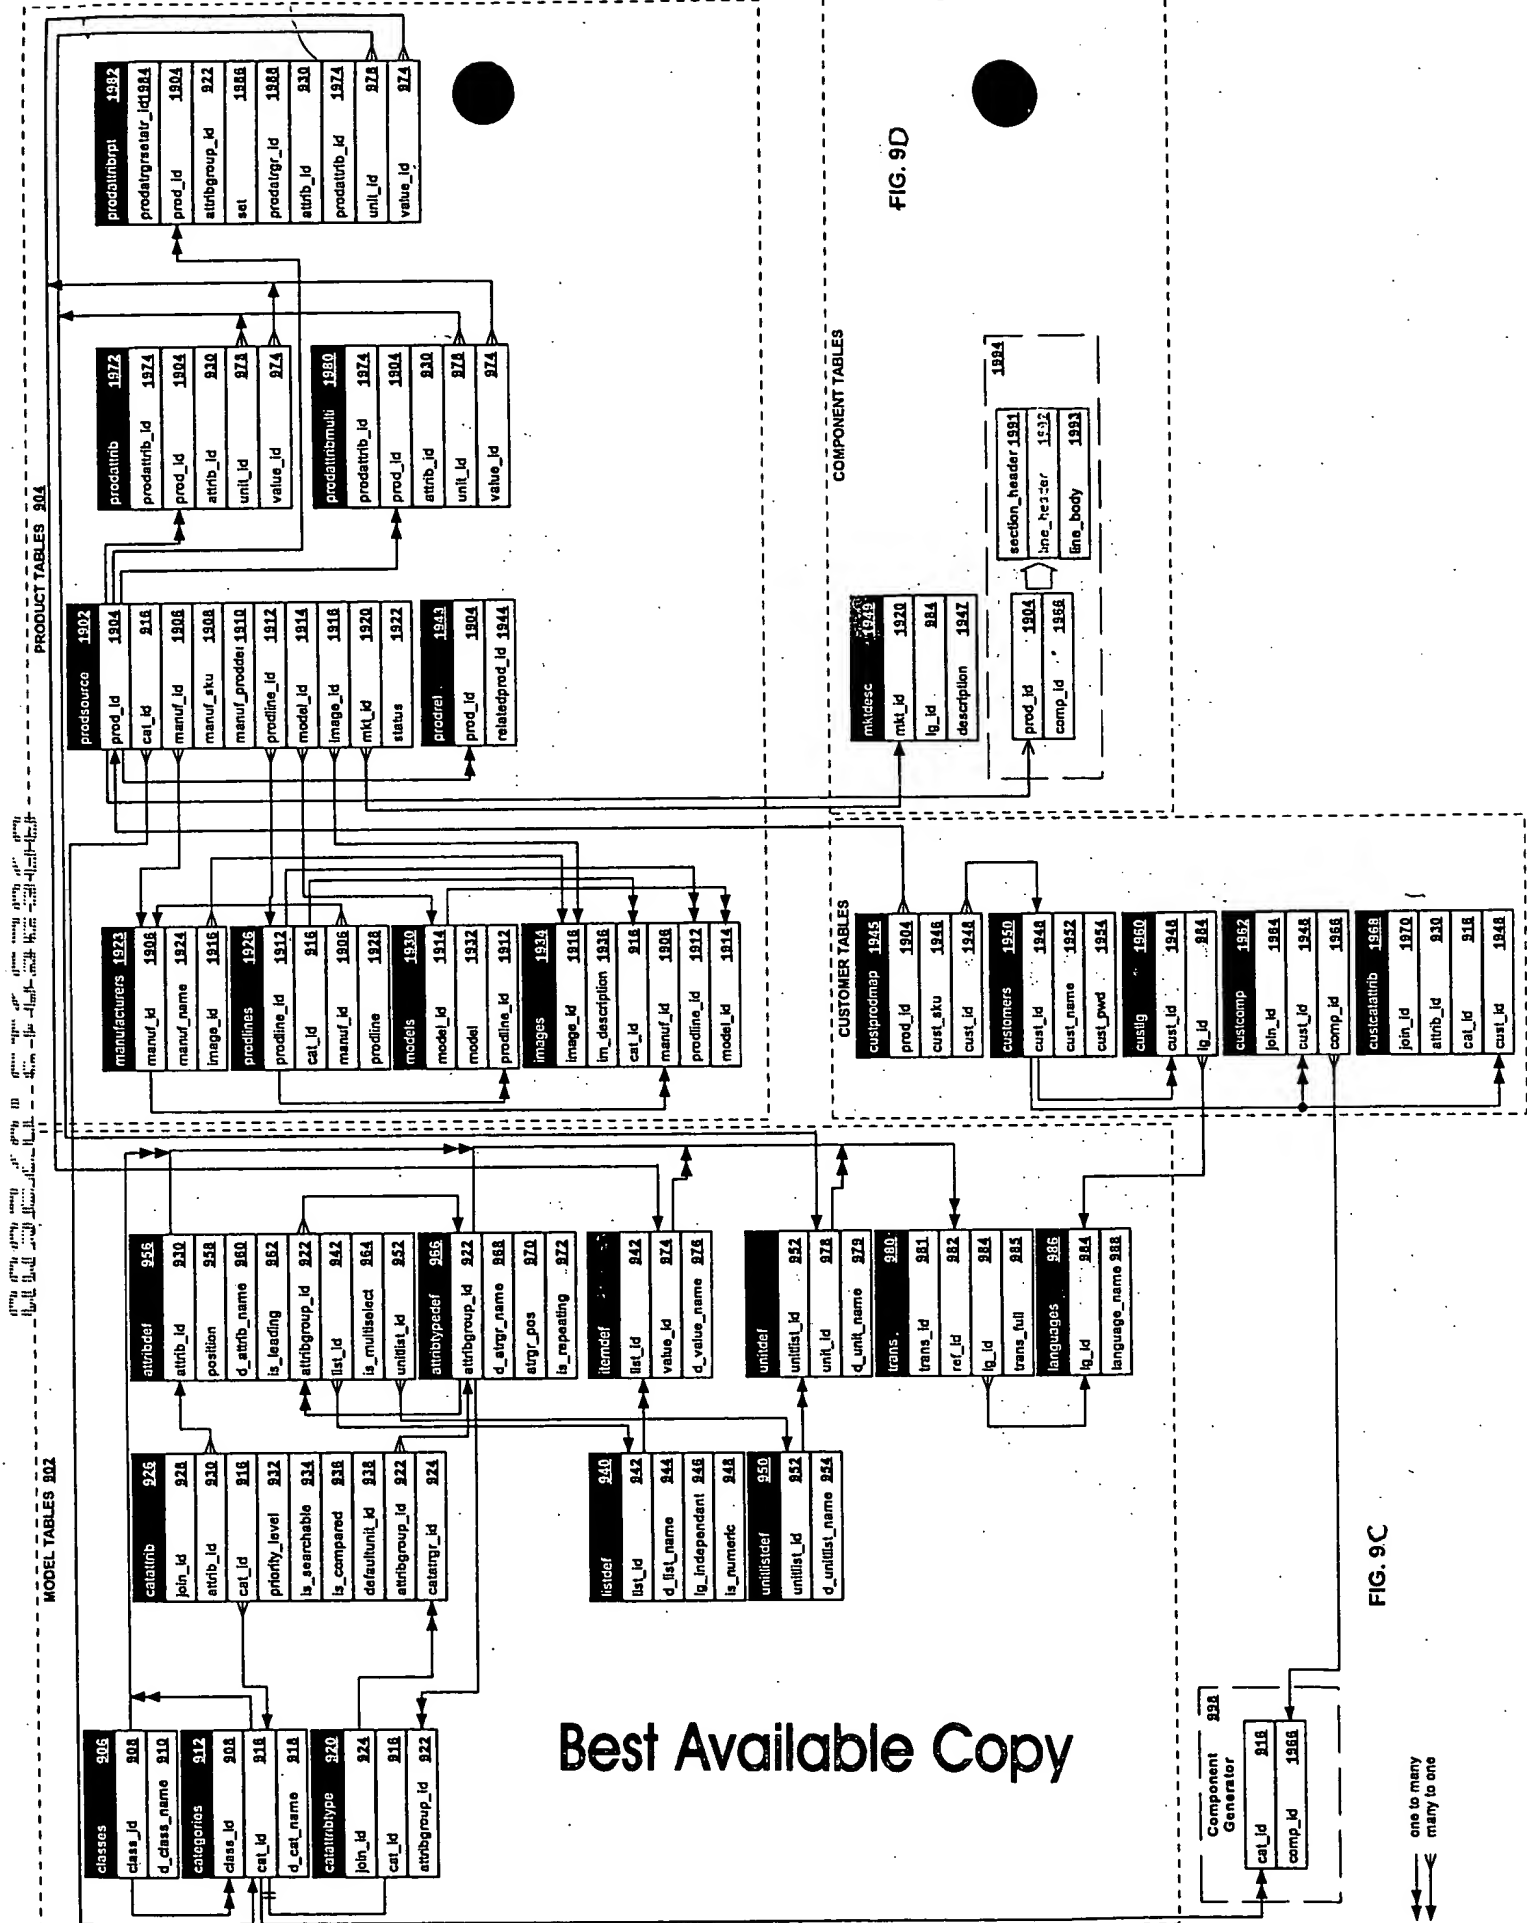 MODEL TABLES 902
classes 906
class_id 908
d_class_name 910
categories 912
class_id 908
cat_id 916
d_cat_name 918
catattribtype 920
join_id 924
cat_id 916
attribgroup_id 922
catattrib 926
join_id 928
attrib_id 930
cat_id 916
priority_level 932
is_searchable 934
is_compared 936
defaultunit_id 938
attribgroup_id 922
catatrgr_id 924
listdef 940
list_id 942
d_list_name 944
lg_independant 946
is_numeric 948
unitlistdef 950
unitlist_id 952
d_unitlist_name 954
attribdef 956
attrib_id 930
position 958
d_attrib_name 960
is_leading 962
attribgroup_id 922
list_id 942
is_multiselect 964
unitlist_id 952
attribtypedef 966
attribgroup_id 922
d_atrgr_name 968
atrgr_pos 970
is_repeating 972
itemdef
list_id 942
value_id 974
d_value_name 976
unitdef
unitlist_id 952
unit_id 978
d_unit_name 979
trans. 980
trans_id 981
ref_id 982
lg_id 984
trans_full 985
languages 986
lg_id 984
language_name 988
PRODUCT TABLES 904
manufacturers 1923
manuf_id 1906
manuf_name 1924
image_id 1916
prodlines 1926
prodline_id 1912
cat_id 916
manuf_id 1906
prodline 1928
models 1930
model_id 1914
model 1932
prodline_id 1912
images 1934
image_id 1916
im_description 1936
cat_id 916
manuf_id 1906
prodline_id 1912
model_id 1914
prodsource 1902
prod_id 1904
cat_id 916
manuf_id 1906
manuf_sku 1908
manuf_proddes 1910
prodline_id 1912
model_id 1914
image_id 1916
mkt_id 1920
status 1922
prodrel 1943
prod_id 1904
relatedprod_id 1944
prodattrib 1972
prodattrib_id 1974
prod_id 1904
attrib_id 930
unit_id 978
value_id 974
prodattribmulti 1980
prodattrib_id 1974
prod_id 1904
attrib_id 930
unit_id 978
value_id 974
prodattribrpt 1982
prodatrgrsetatr_id 1984
prod_id 1904
attribgroup_id 922
set 1986
prodatrgr_id 1988
attrib_id 930
prodattrib_id 1974
unit_id 978
value_id 974
CUSTOMER TABLES
custprodmap 1945
prod_id 1904
cust_sku 1946
cust_id 1948
customers 1950
cust_id 1948
cust_name 1952
cust_pwd 1954
custlg 1960
cust_id 1948
lg_id 984
custcomp 1962
join_id 1964
cust_id 1948
comp_id 1966
custcatattrib 1968
join_id 1970
attrib_id 930
cat_id 916
cust_id 1948
COMPONENT TABLES
mktdesc 1949
mkt_id 1920
lg_id 984
description 1947
1994
prod_id 1904
comp_id 1966
section_header 1991
line_header 1992
line_body 1993
FIG. 9D
Component Generator 998
cat_id 916
comp_id 1966
one to many
many to one
FIG. 9C
Best Available Copy